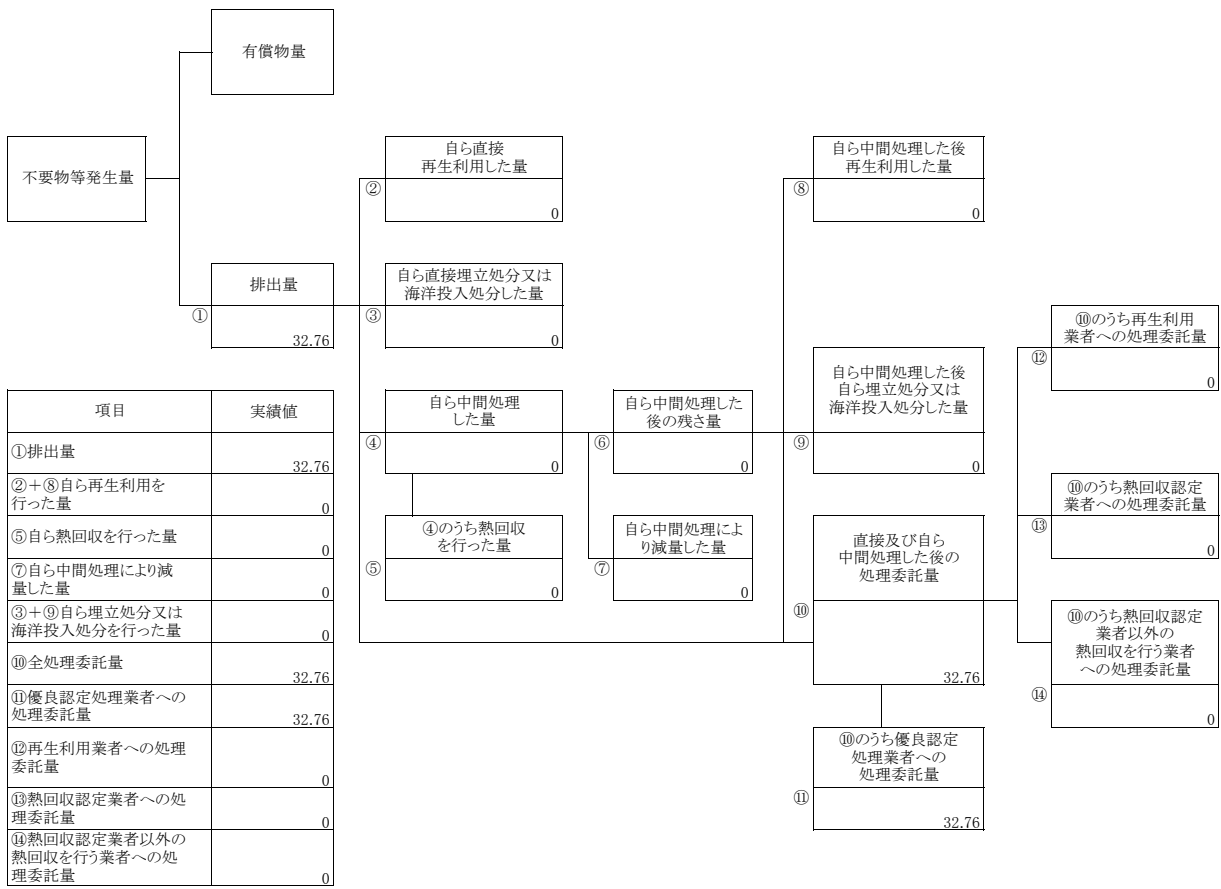 有償物量
不要物等発生量
排出量
①
32.76
自ら直接
再生利用した量
②
0
自ら直接埋立処分又は
海洋投入処分した量
③
0
自ら中間処理
した量
④
0
④のうち熱回収
を行った量
⑤
0
自ら中間処理した
後の残さ量
⑥
0
自ら中間処理によ
り減量した量
⑦
0
自ら中間処理した後
再生利用した量
⑧
0
自ら中間処理した後
自ら埋立処分又は
海洋投入処分した量
⑨
0
直接及び自ら
中間処理した後の
処理委託量
⑩
32.76
⑩のうち優良認定
処理業者への
処理委託量
⑪
32.76
⑩のうち再生利用
業者への処理委託量
⑫
0
⑩のうち熱回収認定
業者への処理委託量
⑬
0
⑩のうち熱回収認定
業者以外の
熱回収を行う業者
への処理委託量
⑭
0
項目 実績値
①排出量
32.76
②+⑧自ら再生利用を
行った量
0
⑤自ら熱回収を行った量
0
⑦自ら中間処理により減
量した量
0
③+⑨自ら埋立処分又は
海洋投入処分を行った量
0
⑩全処理委託量
32.76
⑪優良認定処理業者への
処理委託量
32.76
⑫再生利用業者への処理
委託量
0
⑬熱回収認定業者への処
理委託量
0
⑭熱回収認定業者以外の
熱回収を行う業者への処
理委託量
0